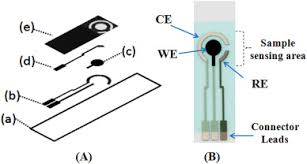 (e)
(d)
(c)
(b)
(a)
(A)
CE
WE
RE
Sample
sensing area
Connector
Leads
(B)